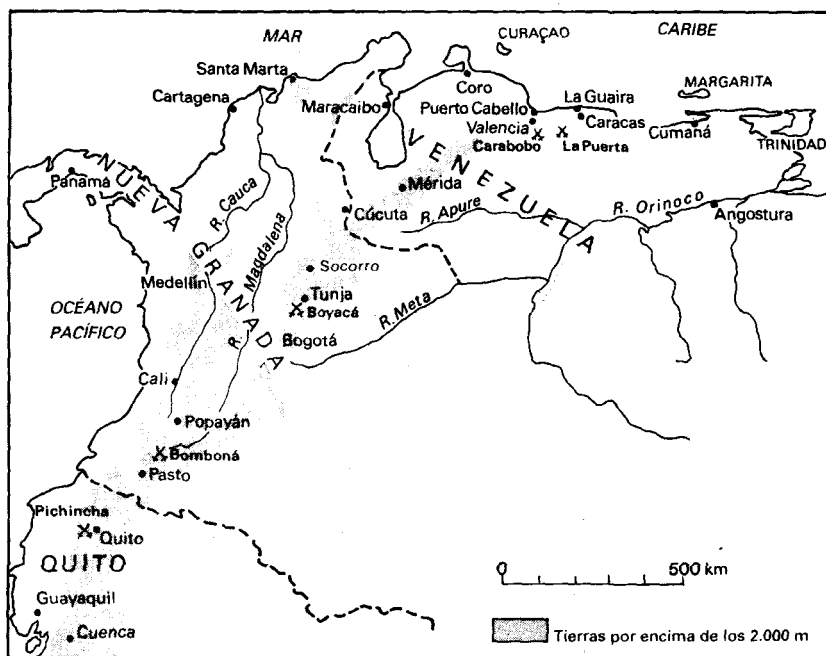 MAR
CURAÇAO
CARIBE
Santa Marta
Coro
MARGARITA
Cartagena
Maracaibo
Puerto Cabello
La Guaira
Valencia
Caracas
Cumaná
Carabobo
La Puerta
TRINIDAD
VENEZUELA
Panamá
NUEVA GRANADA
R. Cauca
Mérida
R. Orinoco
Cúcuta
R. Apure
Angostura
R. Magdalena
Socorro
Medellín
Tunja
OCÉANO
PACÍFICO
Boyacá
R. Meta
Bogotá
Cali
Popayán
Bomboná
Pasto
Pichincha
Quito
QUITO
0 500 km
Guayaquil
Cuenca
Tierras por encima de los 2.000 m